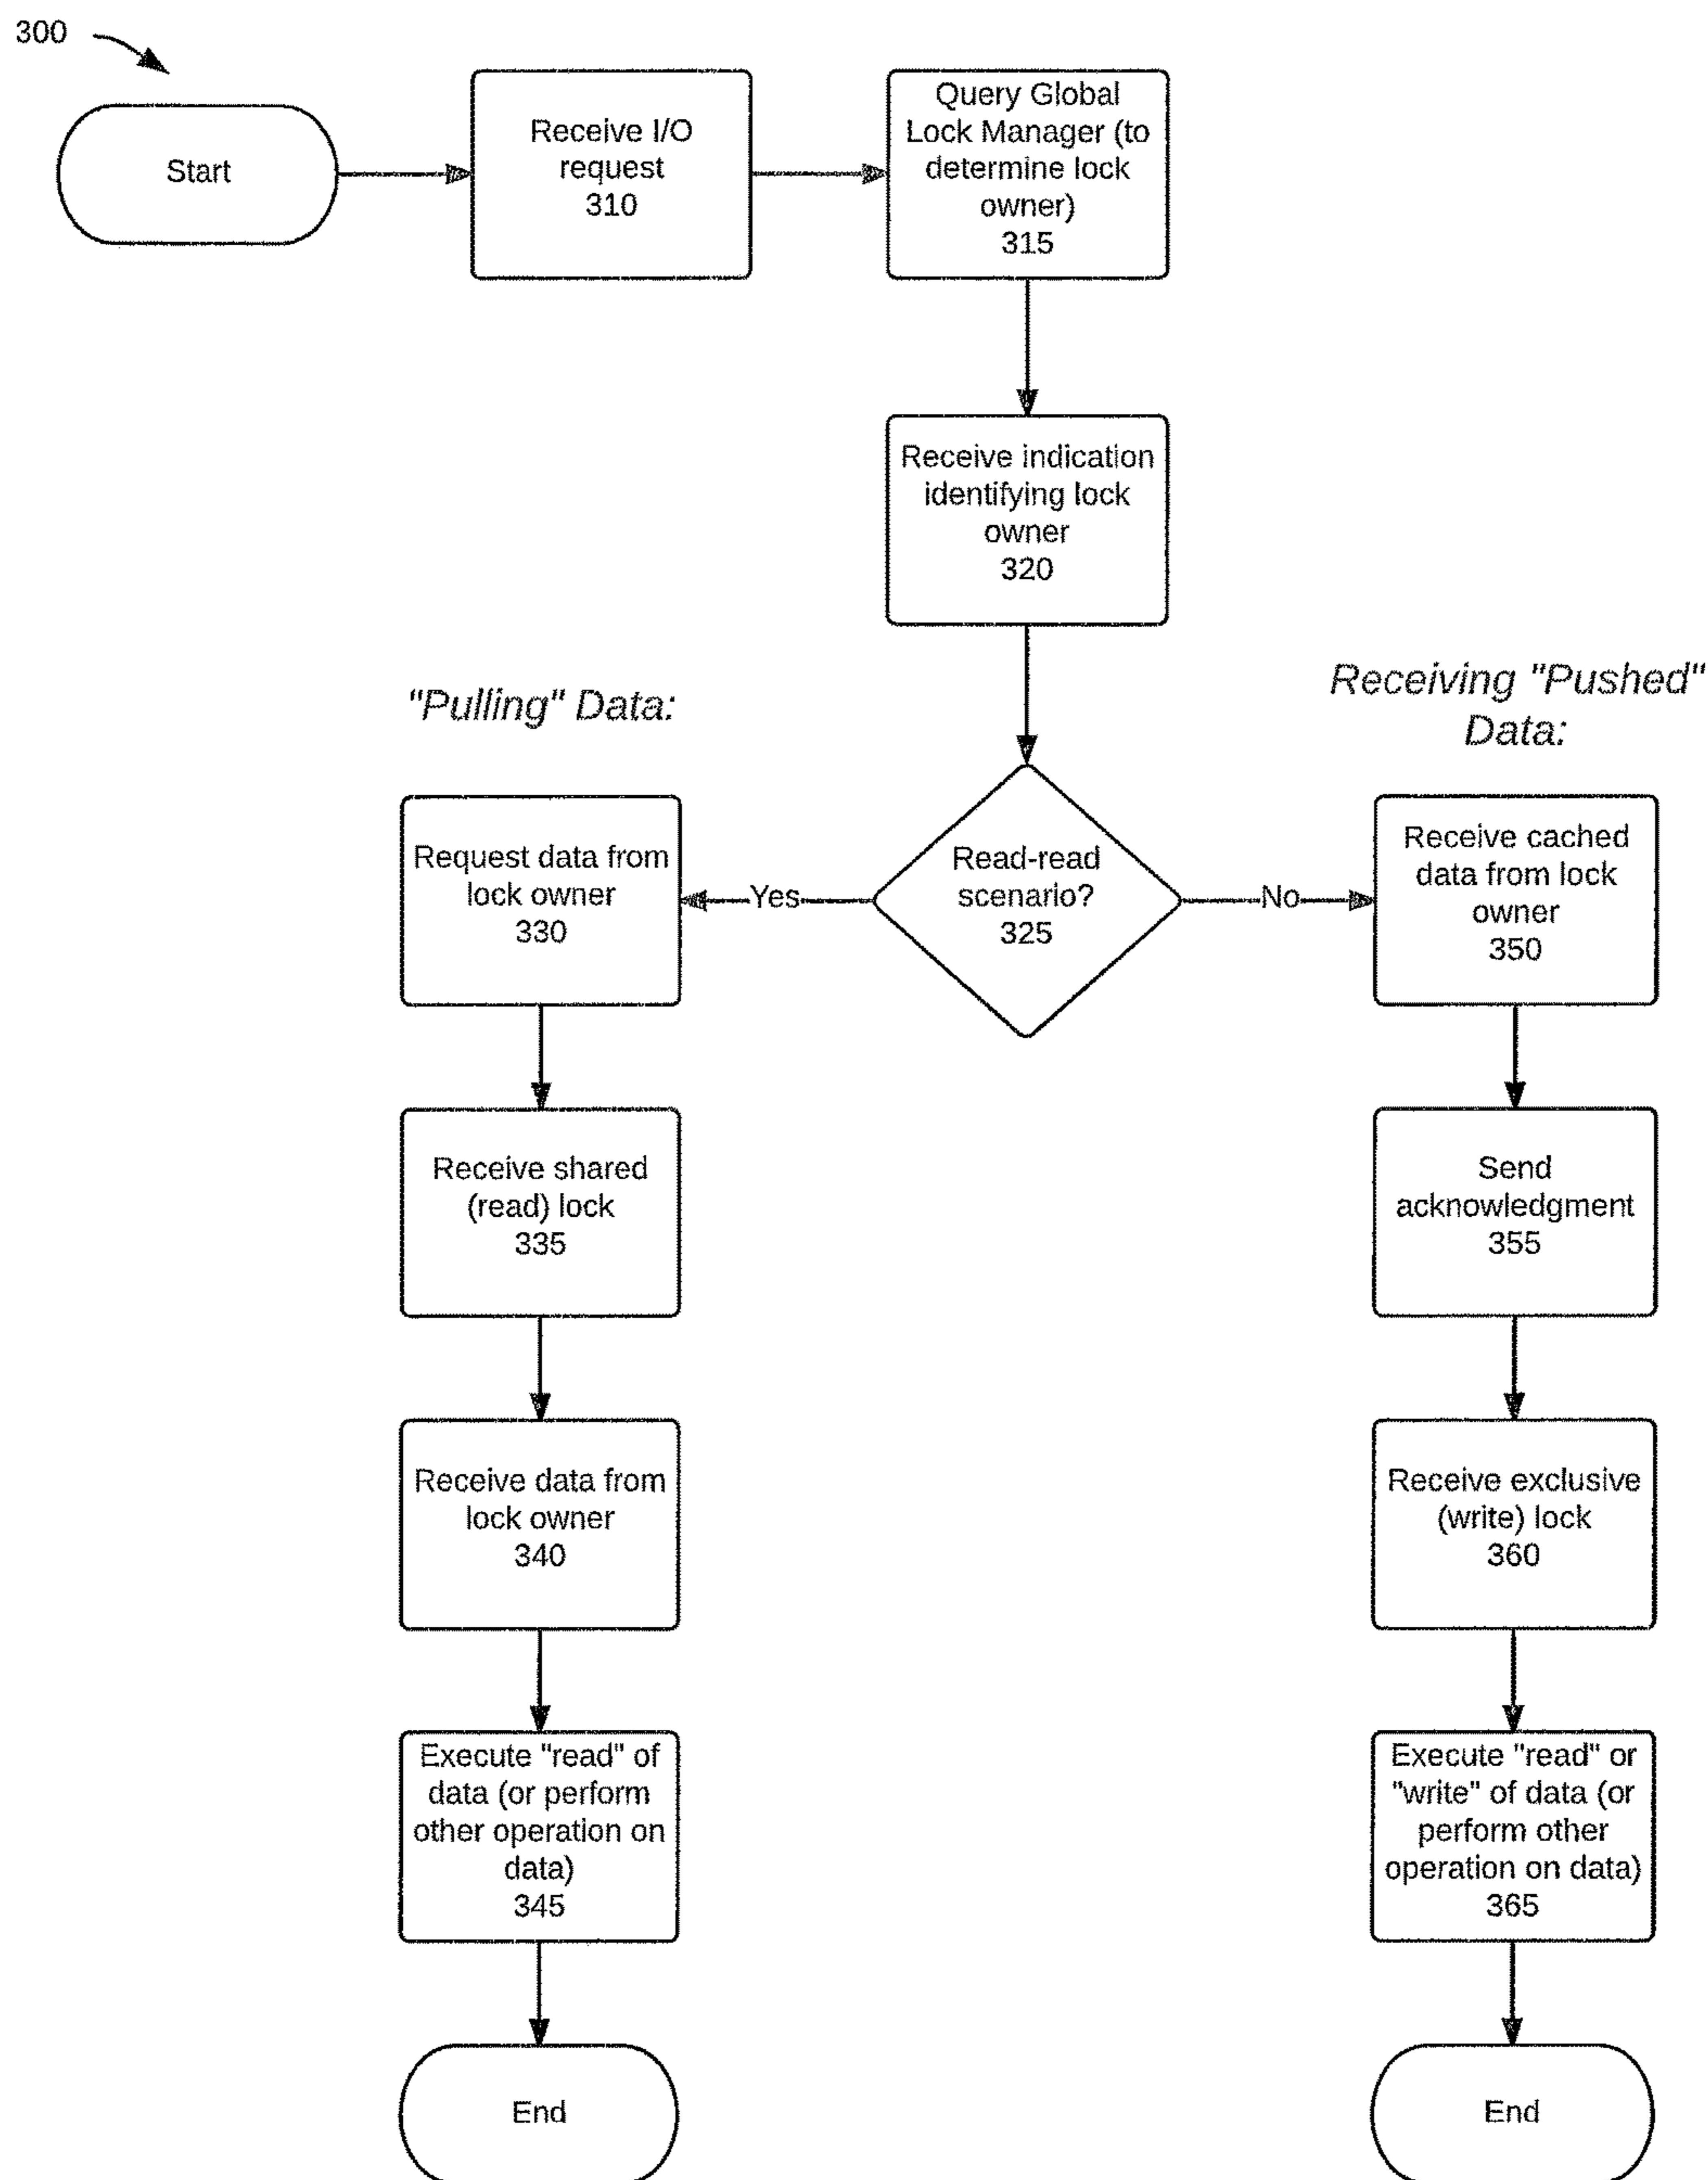 300
Start
Receive I/O
request
310
Query Global
Lock Manager (to
determine lock
owner)
315
Receive indication
identifying lock
owner
320
"Pulling" Data:
Receiving "Pushed"
Data:
Read-read
scenario?
325
Yes
No
Request data from
lock owner
330
Receive shared
(read) lock
335
Receive data from
lock owner
340
Execute "read" of
data (or perform
other operation on
data)
345
End
Receive cached
data from lock
owner
350
Send
acknowledgment
355
Receive exclusive
(write) lock
360
Execute "read" or
"write" of data (or
perform other
operation on data)
365
End